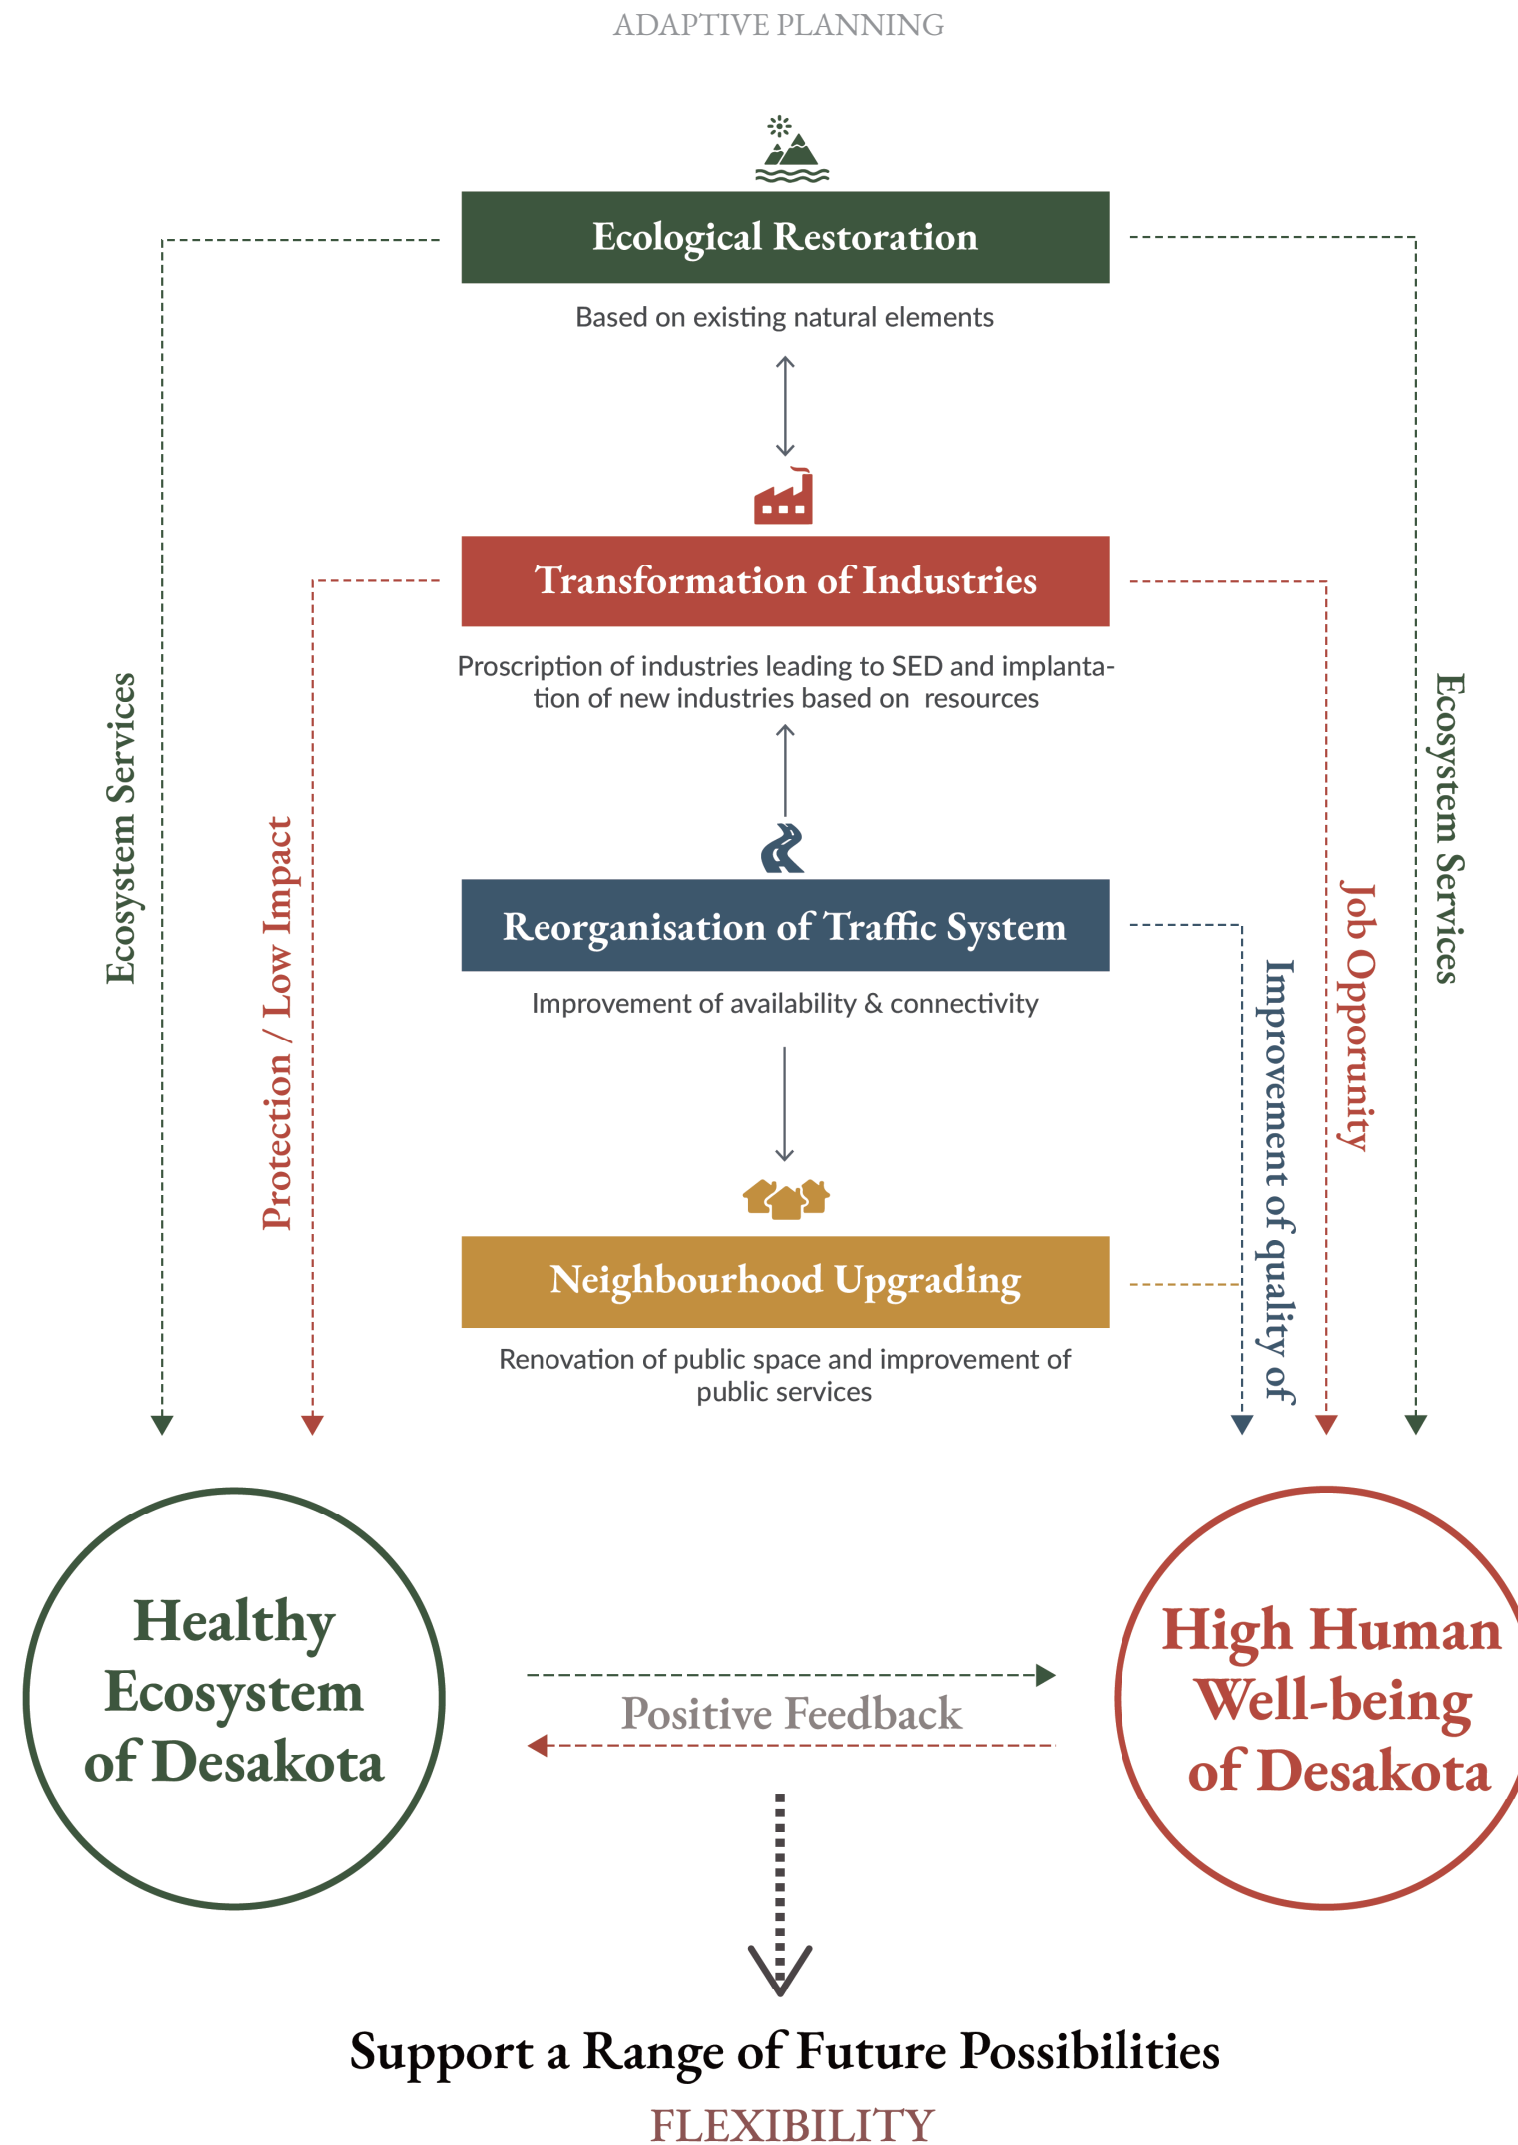 ADAPTIVE PLANNING
Ecological Restoration
Based on existing natural elements
Transformation of Industries
Proscription of industries leading to SED and implanta-
tion of new industries based on  resources
Ecosystem Services
Protection / Low Impact
Reorganisation of Traffic System
Improvement of availability & connectivity
Neighbourhood Upgrading
Renovation of public space and improvement of
public services
Improvement of quality of
Job Opporunity
Ecosystem Services
Healthy
Ecosystem
of Desakota
Positive Feedback
High Human
Well-being
of Desakota
Support a Range of Future Possibilities
FLEXIBILITY